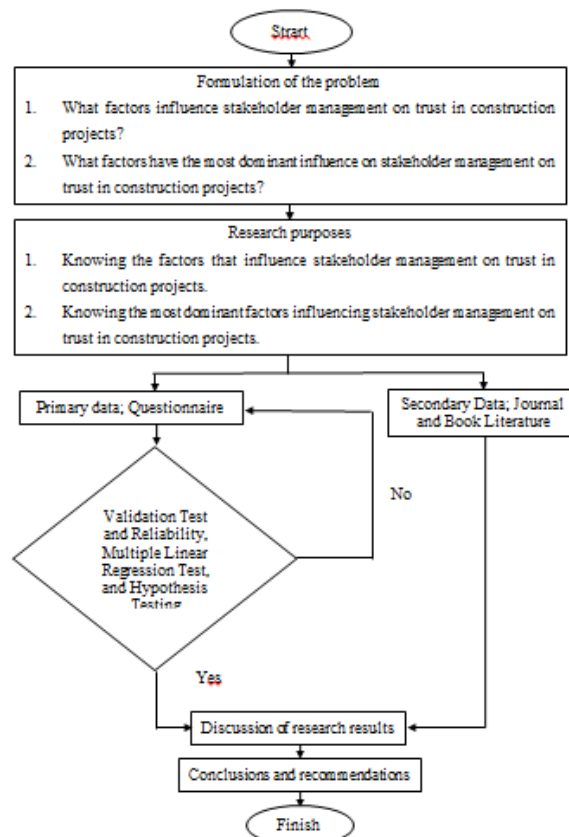 Strart
Formulation of the problem
1. What factors influence stakeholder management on trust in construction
projects?
2. What factors have the most dominant influence on stakeholder management on
trust in construction projects?
Research purposes
1. Knowing the factors that influence stakeholder management on trust in
construction projects.
2. Knowing the most dominant factors influencing stakeholder management on
trust in construction projects.
Primary data; Questionnaire
Secondary Data; Journal
and Book Literature
Validation Test
and Reliability,
Multiple Linear
Regression Test,
and Hypothesis
Testing
No
Yes
Discussion of research results
Conclusions and recommendations
Finish